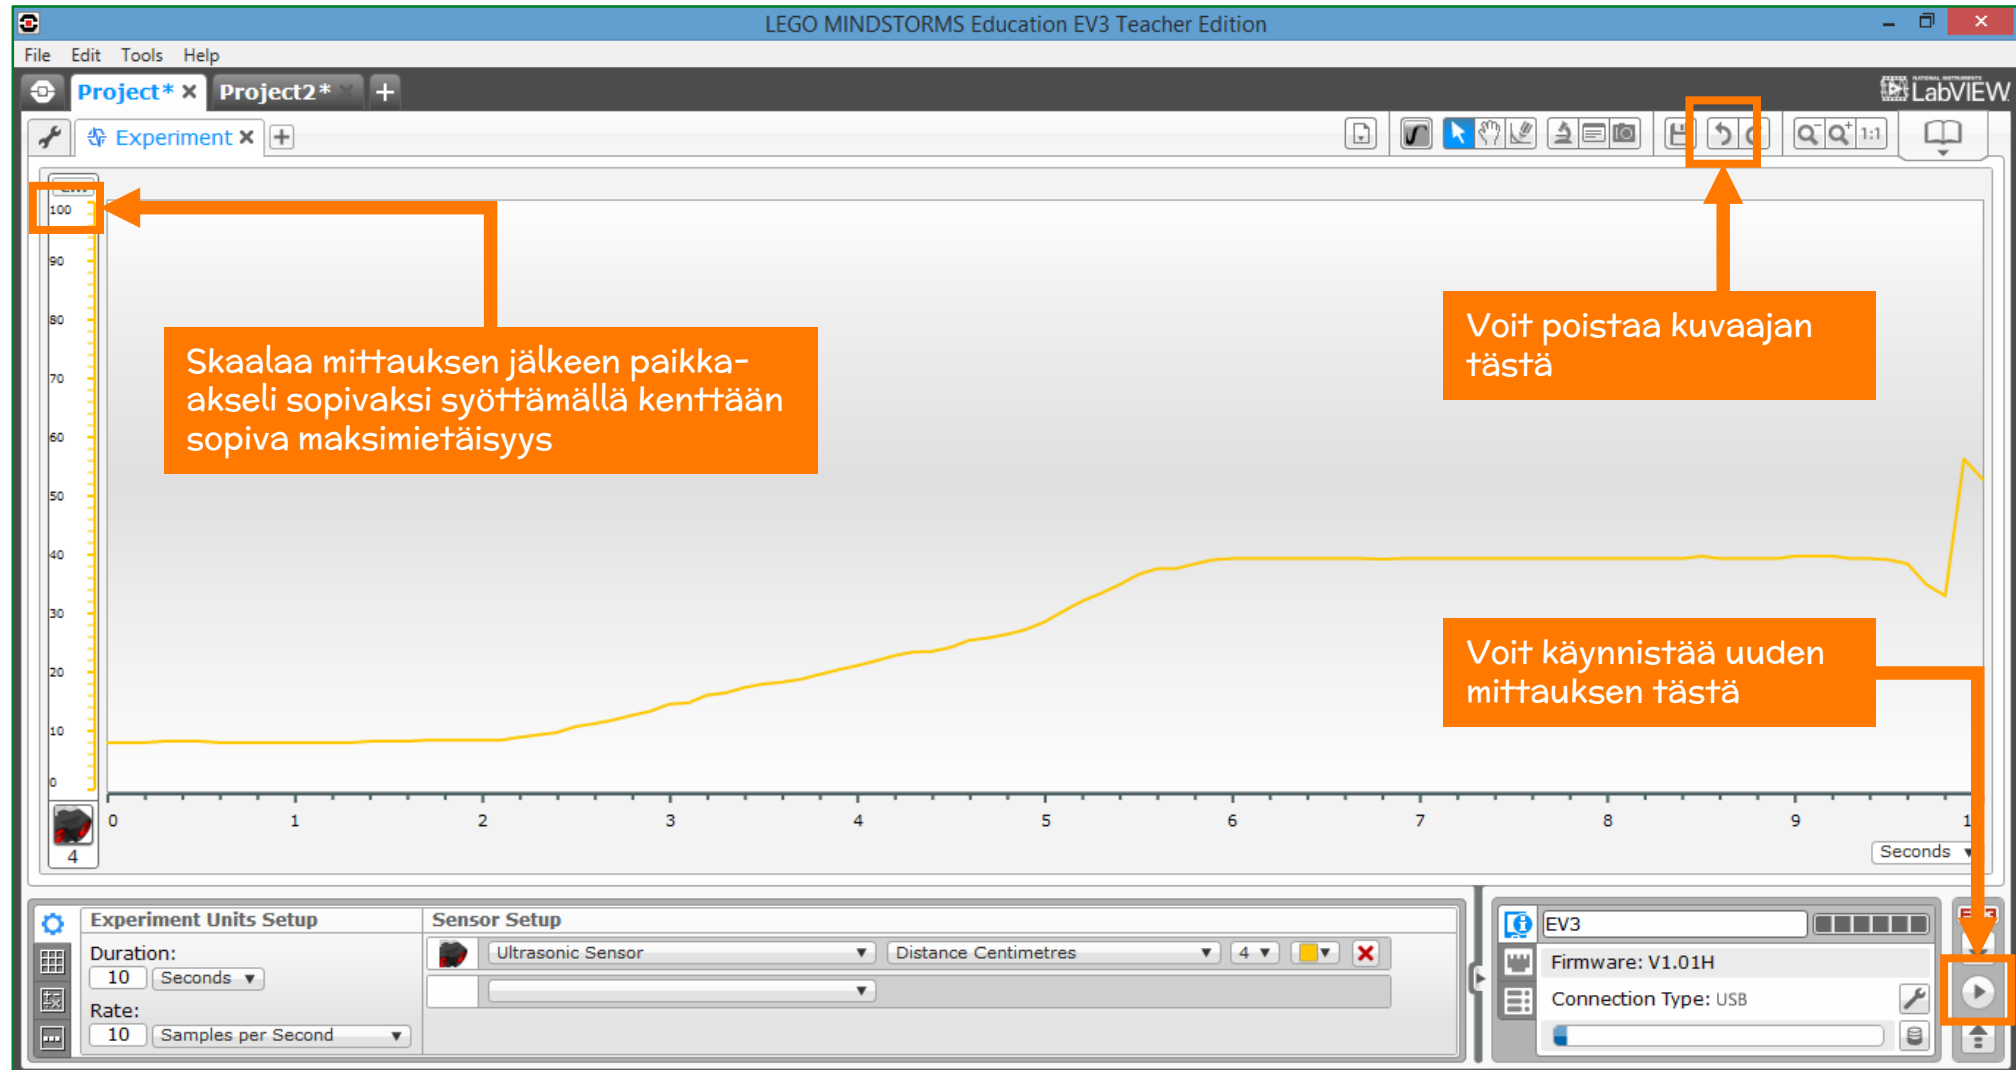 LEGO MINDSTORMS Education EV3 Teacher Edition
File Edit Tools Help
Project* Project2*
NATIONAL INSTRUMENTS
LabVIEW
Experiment
1:1
100
90
80
70
60
50
40
30
20
10
0
Skaalaa mittauksen jälkeen paikka-
akseli sopivaksi syöttämällä kenttään
sopiva maksimietäisyys
Voit poistaa kuvaajan
tästä
Voit käynnistää uuden
mittauksen tästä
4
0 1 2 3 4 5 6 7 8 9
Seconds
Experiment Units Setup
Duration:
10 Seconds
Rate:
10 Samples per Second
Sensor Setup
Ultrasonic Sensor Distance Centimetres 4
EV3
Firmware: V1.01H
Connection Type: USB